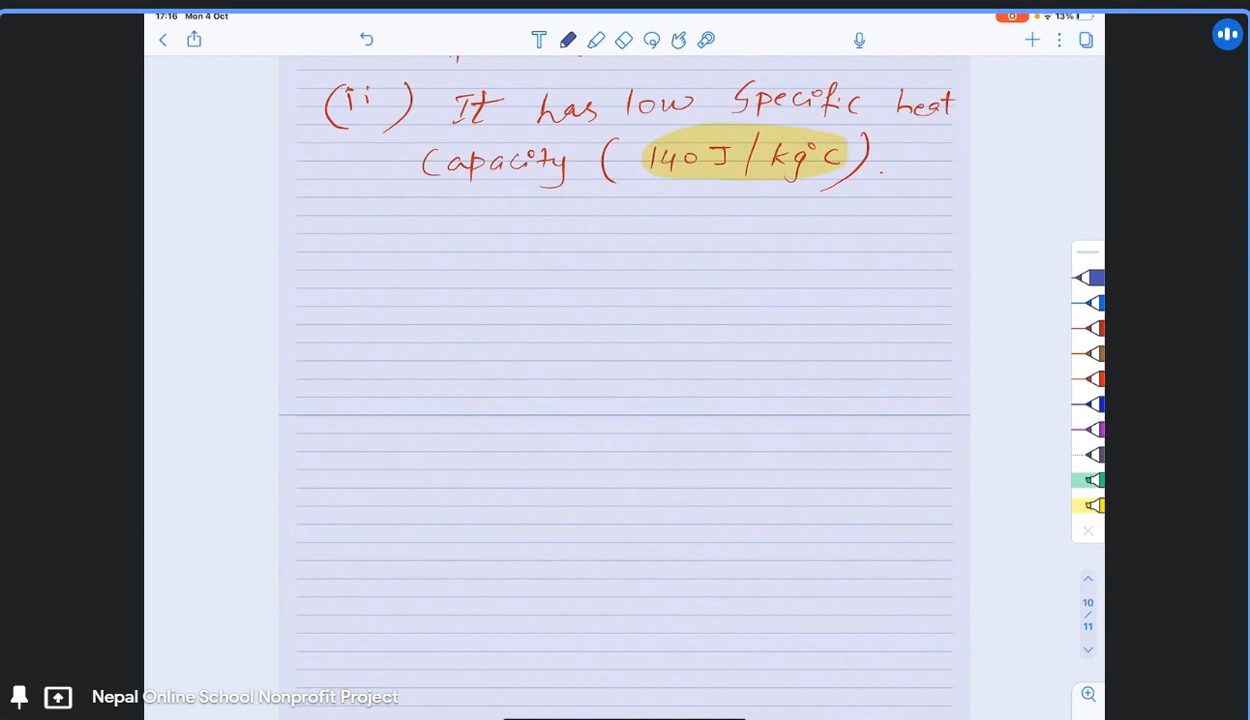 17:16 Mon 4 Oct
13%
(ii) It has low specific heat
capacity (140 J/kg°C).
10
/
11
Nepal Online School Nonprofit Project